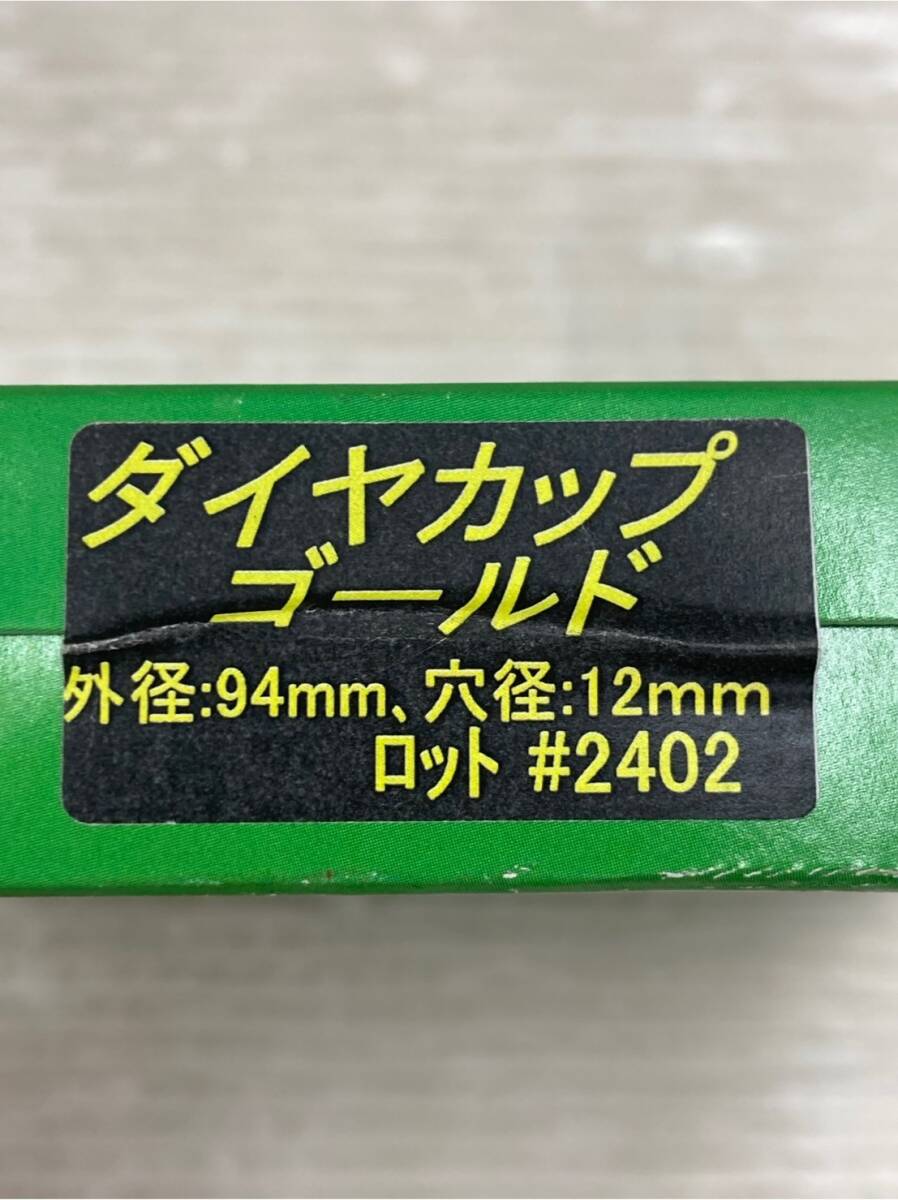 ダイヤカップ
ゴールド
外径:94mm、穴径:12mm
ロット #2402